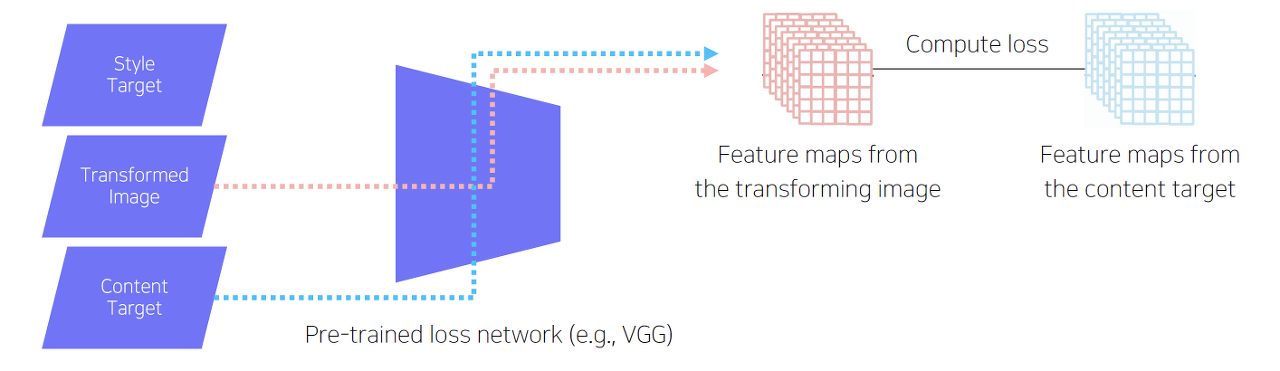 Style
Target
Transformed
Image
Content
Target
Pre-trained loss network (e.g., VGG)
Compute loss
Feature maps from
the transforming image
Feature maps from
the content target